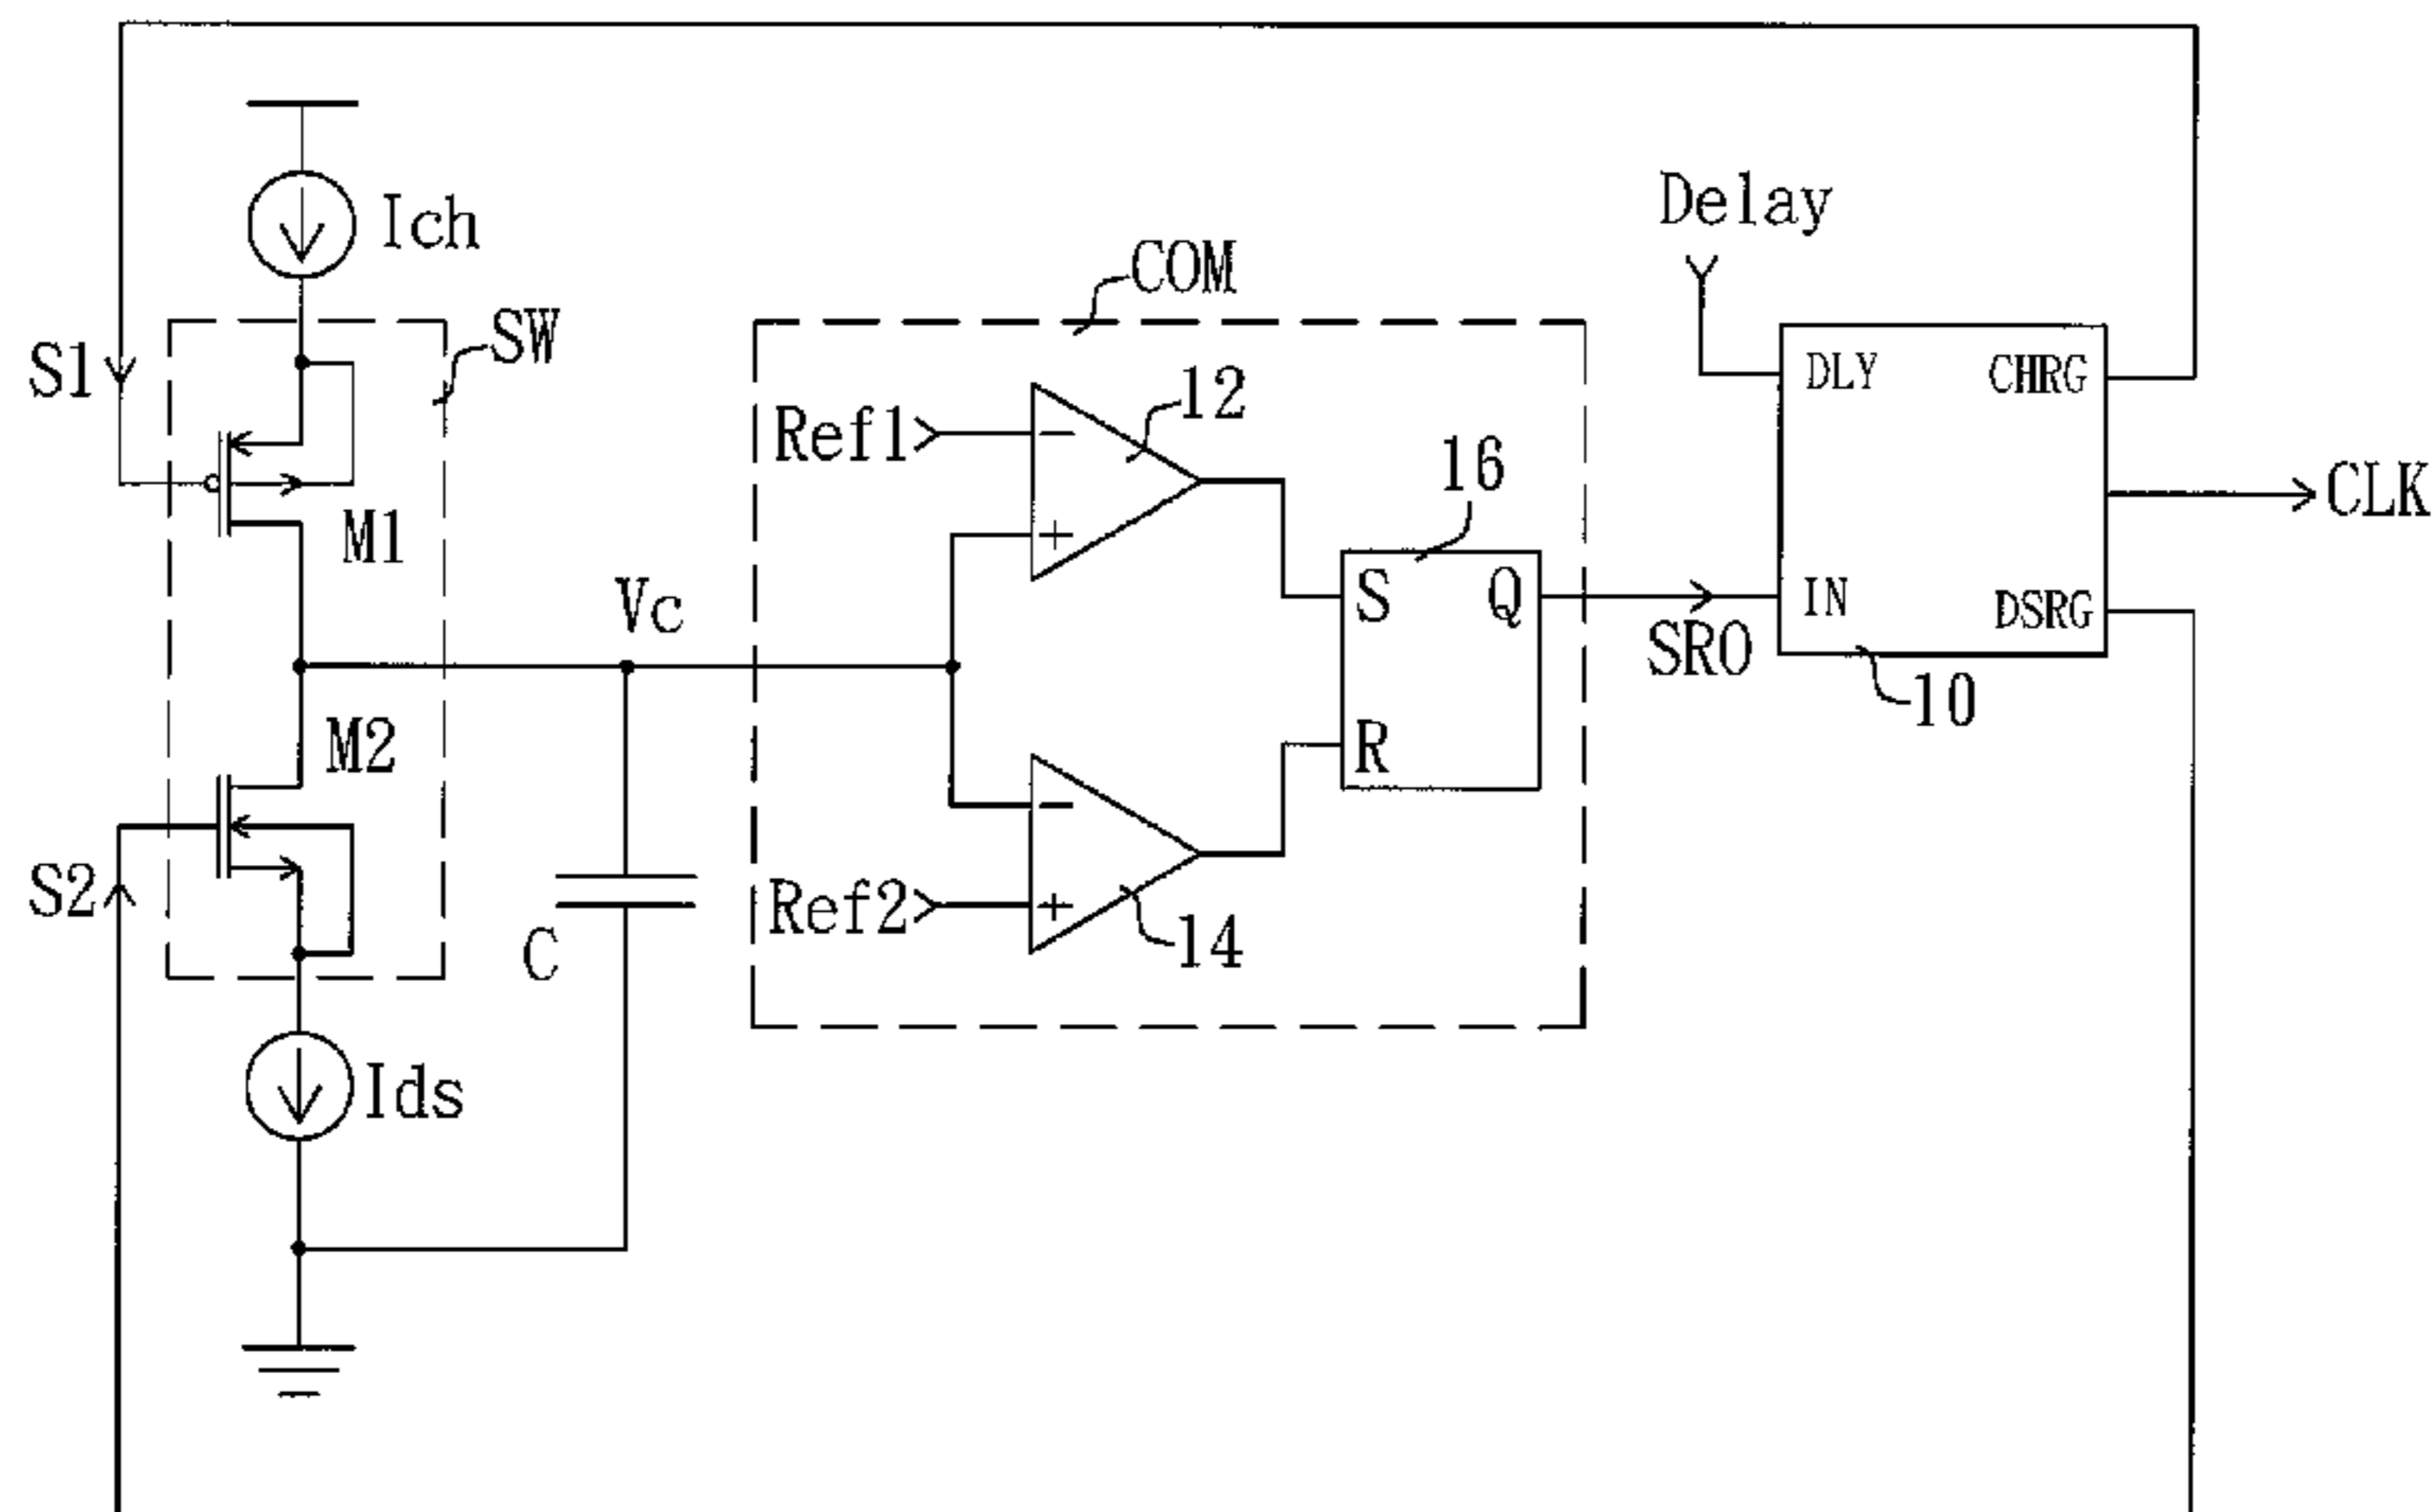 Ich
Delay
COM
SW
S1
DLY
CHRG
12
Ref1
16
CLK
M1
Vc
S
Q
IN
DSRG
SRO
M2
R
10
S2
Ref2
14
C
Ids